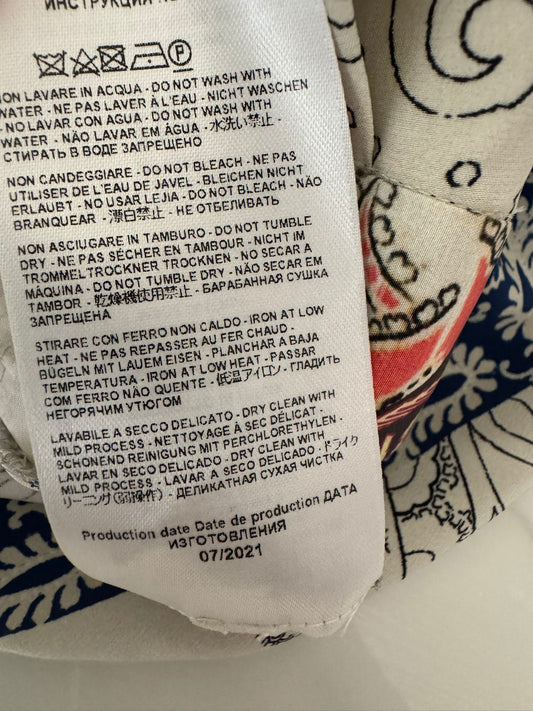 ИНСТРУКЦИЯ ПО
NON LAVARE IN ACQUA - DO NOT WASH WITH
WATER - NE PAS LAVER À L'EAU - NICHT WASCHEN
- NO LAVAR CON AGUA - DO NOT WASH WITH
WATER - NÃO LAVAR EM ÁGUA - 水洗い禁止 -
СТИРАТЬ В ВОДЕ ЗАПРЕЩЕНО
NON CANDEGGIARE - DO NOT BLEACH - NE PAS
UTILISER DE L'EAU DE JAVEL - BLEICHEN NICHT
ERLAUBT - NO USAR LEJIA - DO NOT BLEACH - NÃO
BRANQUEAR - 漂白禁止 - НЕ ОТБЕЛИВАТЬ
NON ASCIUGARE IN TAMBURO - DO NOT TUMBLE
DRY - NE PAS SÉCHER EN TAMBOUR - NICHT IM
TROMMELTROCKNER TROCKNEN - NO SECAR A
MÁQUINA - DO NOT TUMBLE DRY - NÃO SECAR EM
TAMBOR - 乾燥機使用禁止 - БАРАБАННАЯ СУШКА
ЗАПРЕЩЕНА
STIRARE CON FERRO NON CALDO - IRON AT LOW
HEAT - NE PAS REPASSER AU FER CHAUD -
BÜGELN MIT LAUEM EISEN - PLANCHAR A BAJA
TEMPERATURA - IRON AT LOW HEAT - PASSAR
COM FERRO NÃO QUENTE - 低温アイロン - ГЛАДИТЬ
НЕГОРЯЧИМ УТЮГОМ
LAVABILE A SECCO DELICATO - DRY CLEAN WITH
MILD PROCESS - NETTOYAGE À SEC DÉLICAT -
SCHONEND REINIGUNG MIT PERCHLORETHYLEN -
LAVAR EN SECO DELICADO - DRY CLEAN WITH
MILD PROCESS - LAVAR A SECO DELICADO - ドライク
リーニング (弱操作) - ДЕЛИКАТНАЯ СУХАЯ ЧИСТКА
Production date Date de production ДАТА
ИЗГОТОВЛЕНИЯ
07/2021